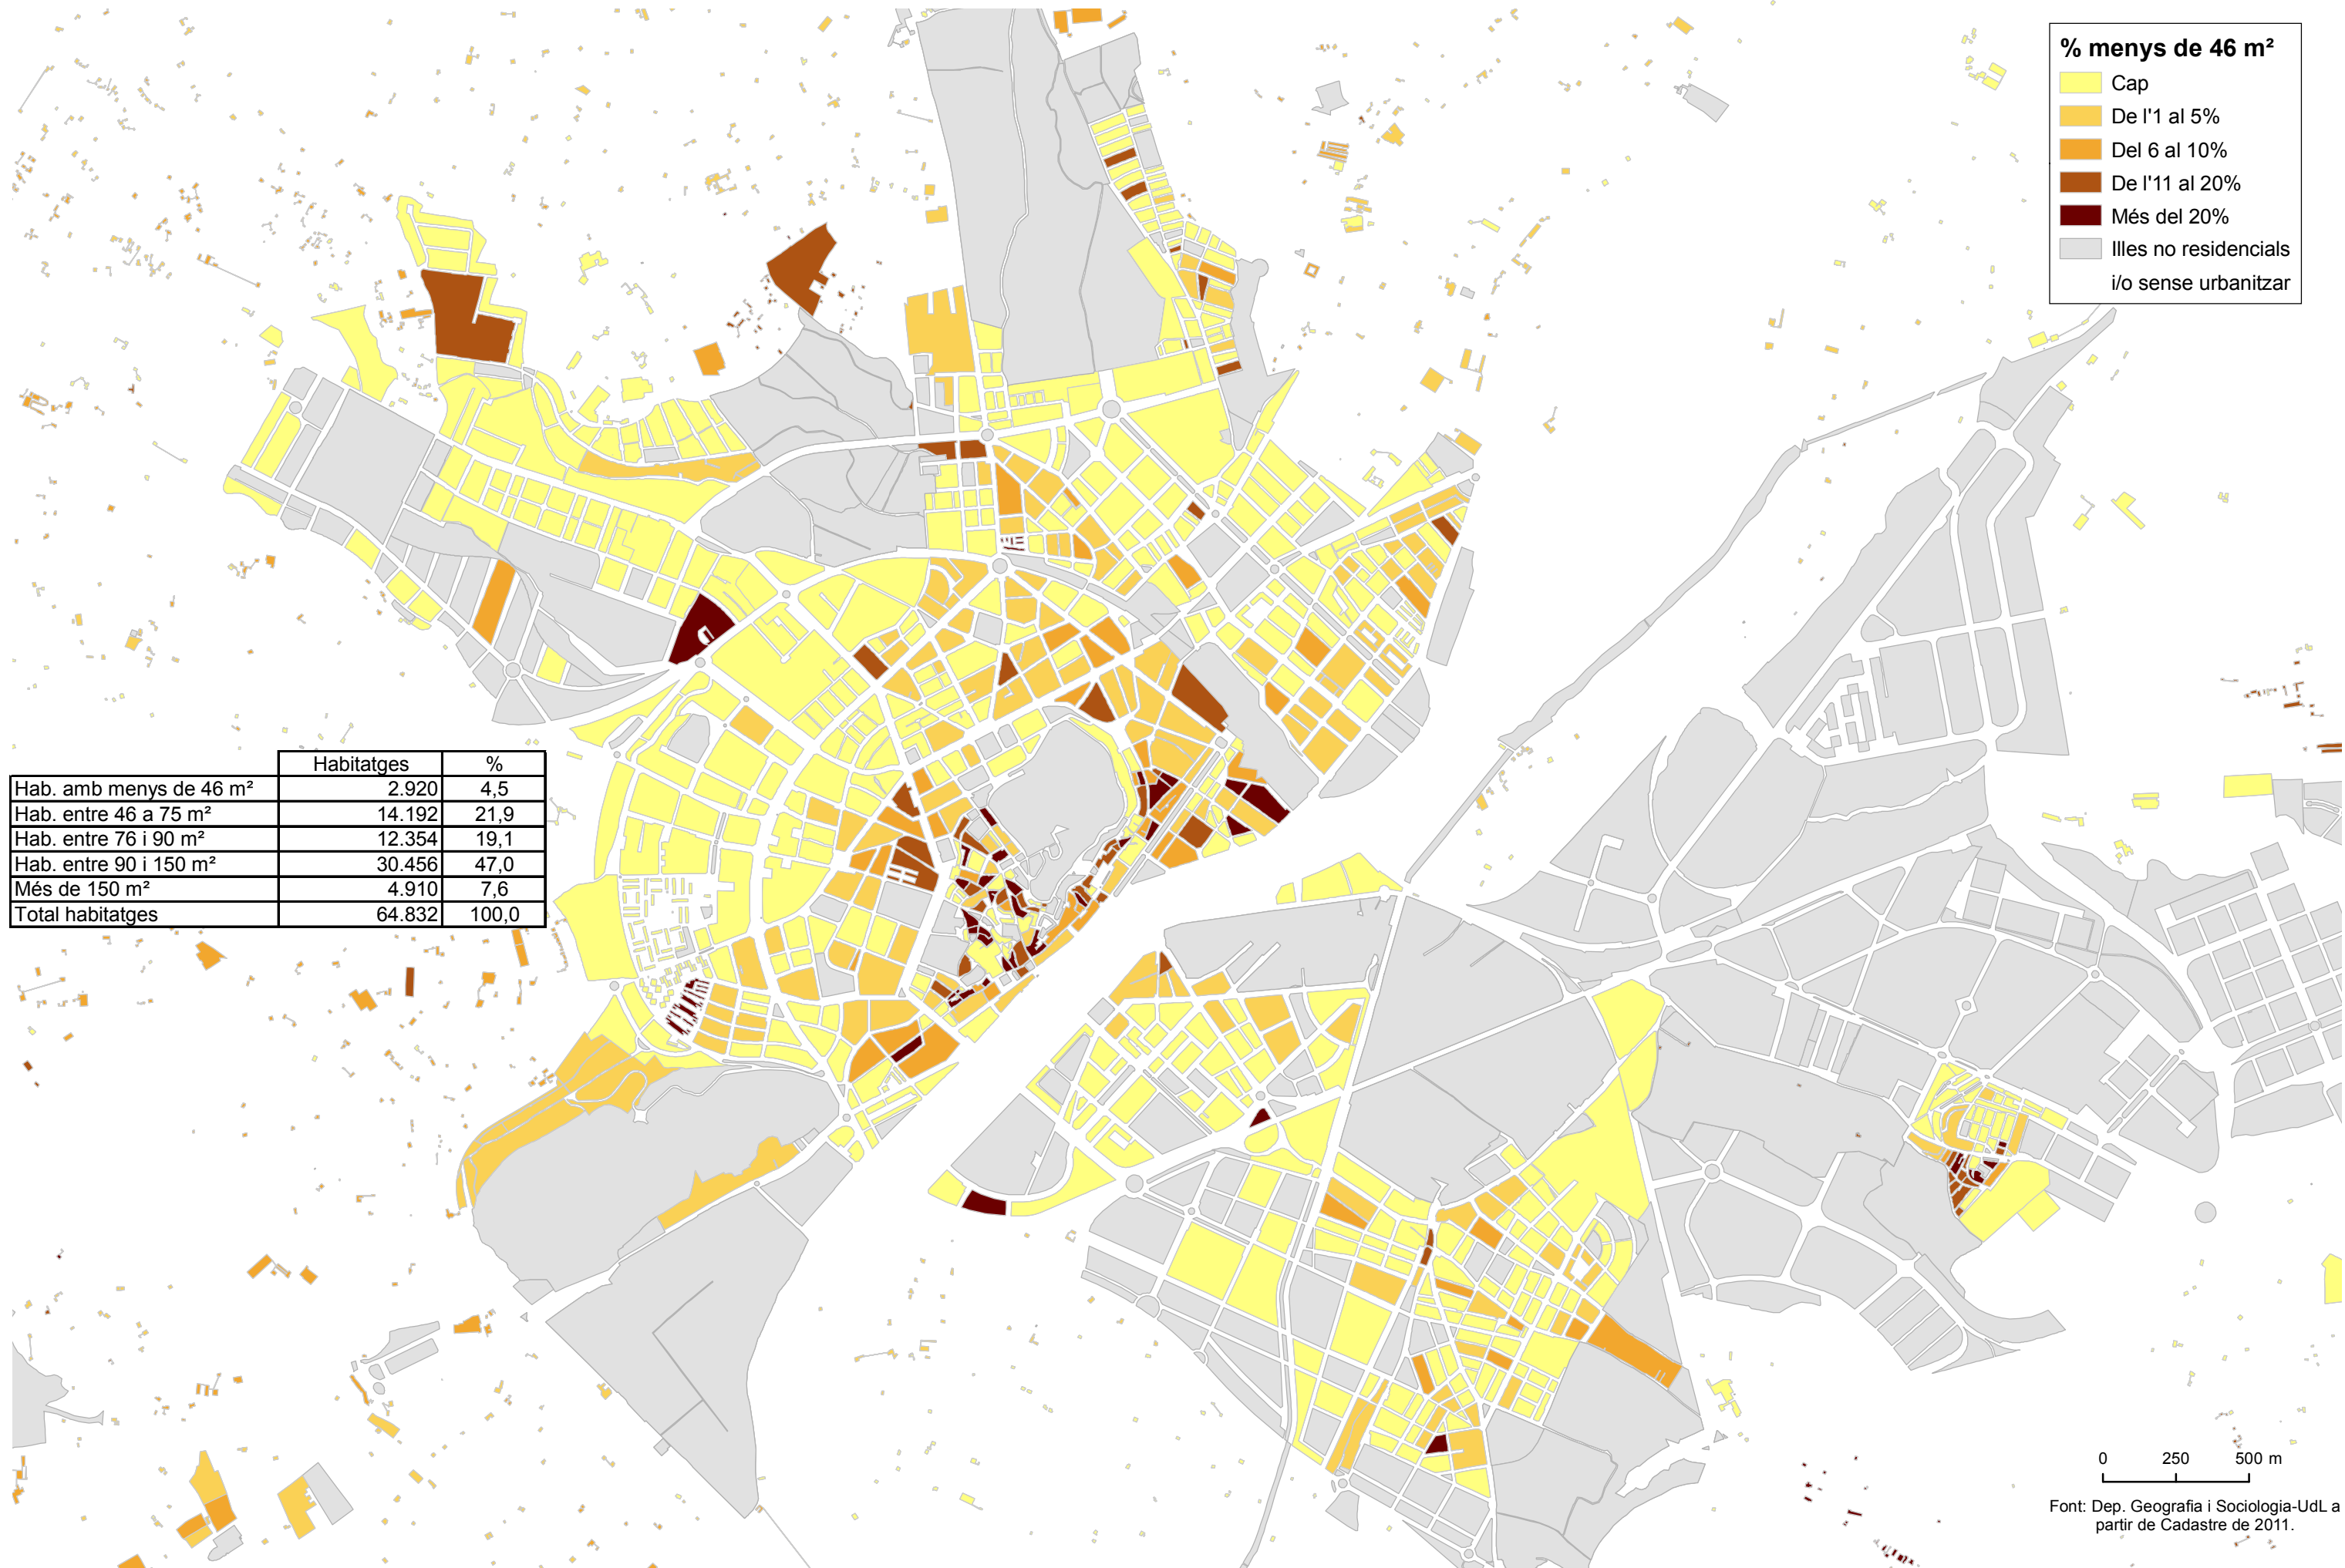 % menys de 46 m²
Cap
De l'1 al 5%
Del 6 al 10%
De l'11 al 20%
Més del 20%
Illes no residencials
i/o sense urbanitzar
Habitatges %
Hab. amb menys de 46 m² 2.920 4,5
Hab. entre 46 a 75 m² 14.192 21,9
Hab. entre 76 i 90 m² 12.354 19,1
Hab. entre 90 i 150 m² 30.456 47,0
Més de 150 m² 4.910 7,6
Total habitatges 64.832 100,0
0 250 500 m
Font: Dep. Geografia i Sociologia-UdL a
partir de Cadastre de 2011.